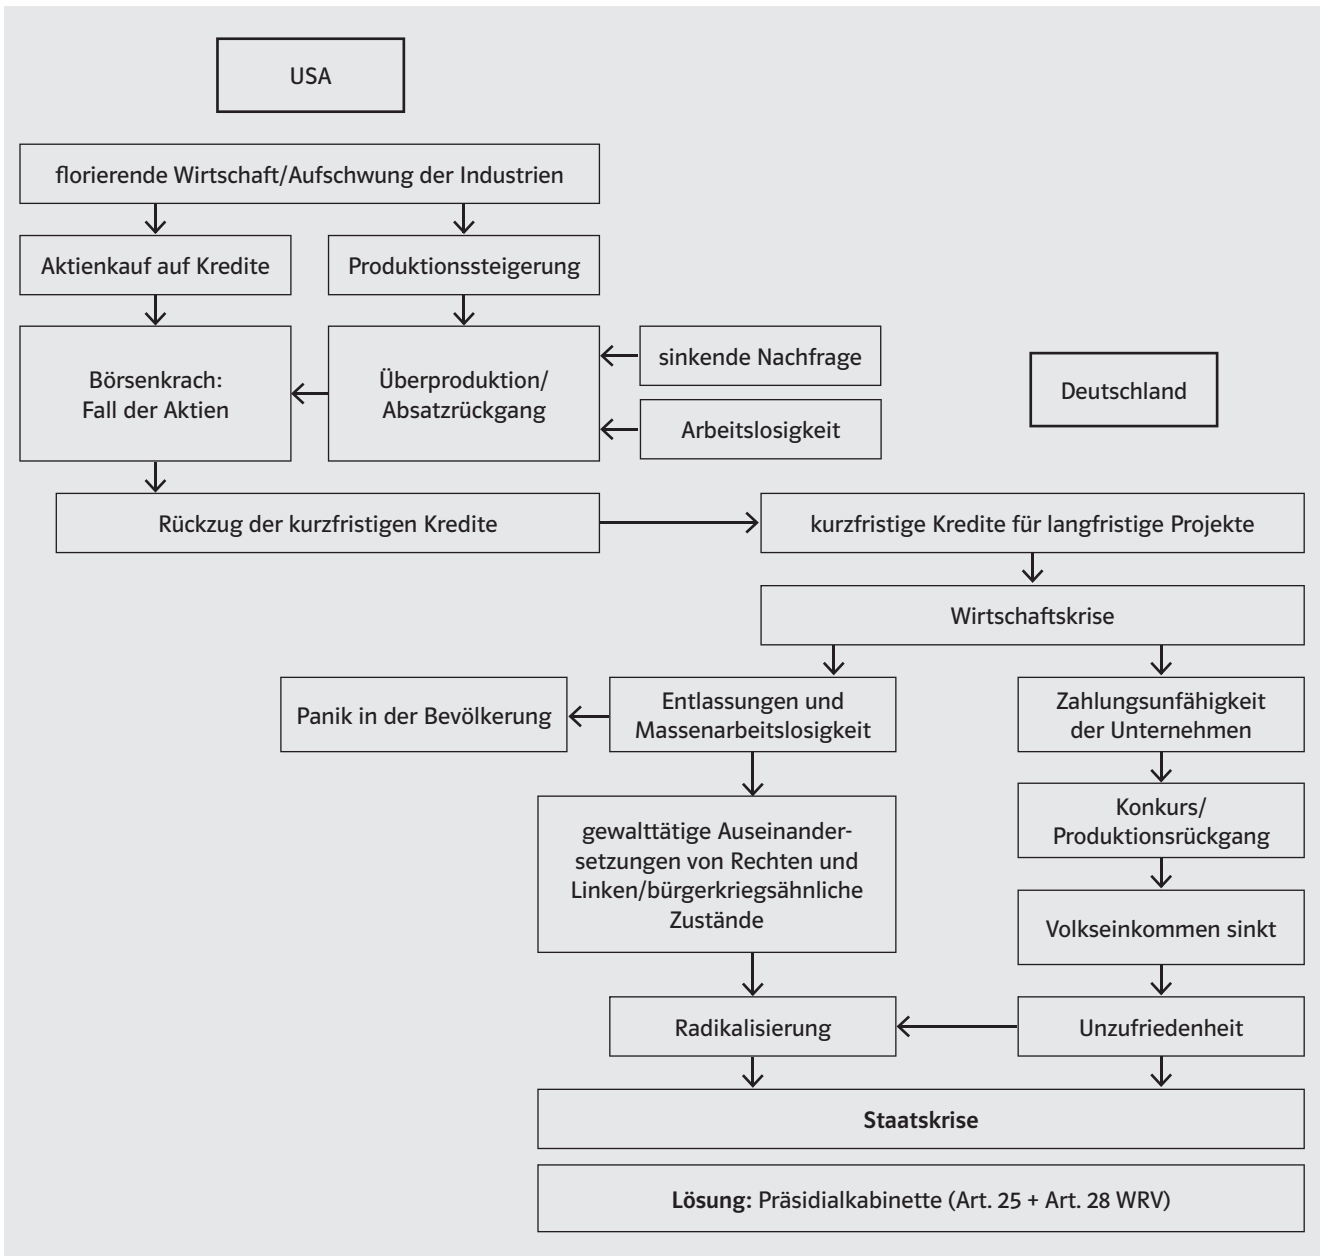 USA
florierende Wirtschaft/Aufschwung der Industrien
Aktienkauf auf Kredite
Produktionssteigerung
Börsenkrach:
Fall der Aktien
Überproduktion/
Absatzrückgang
sinkende Nachfrage
Arbeitslosigkeit
Deutschland
Rückzug der kurzfristigen Kredite
kurzfristige Kredite für langfristige Projekte
Wirtschaftskrise
Panik in der Bevölkerung
Entlassungen und
Massenarbeitslosigkeit
Zahlungsunfähigkeit
der Unternehmen
gewalttätige Auseinander-
setzungen von Rechten und
Linken/bürgerkriegsähnliche
Zustände
Konkurs/
Produktionsrückgang
Volkseinkommen sinkt
Radikalisierung
Unzufriedenheit
Staatskrise
Lösung: Präsidialkabinette (Art. 25 + Art. 28 WRV)